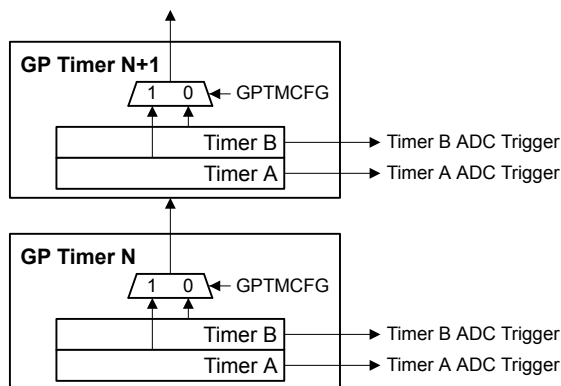 GP Timer N+1
1 0 GPTMCFG
Timer B Timer B ADC Trigger
Timer A Timer A ADC Trigger
GP Timer N
1 0 GPTMCFG
Timer B Timer B ADC Trigger
Timer A Timer A ADC Trigger